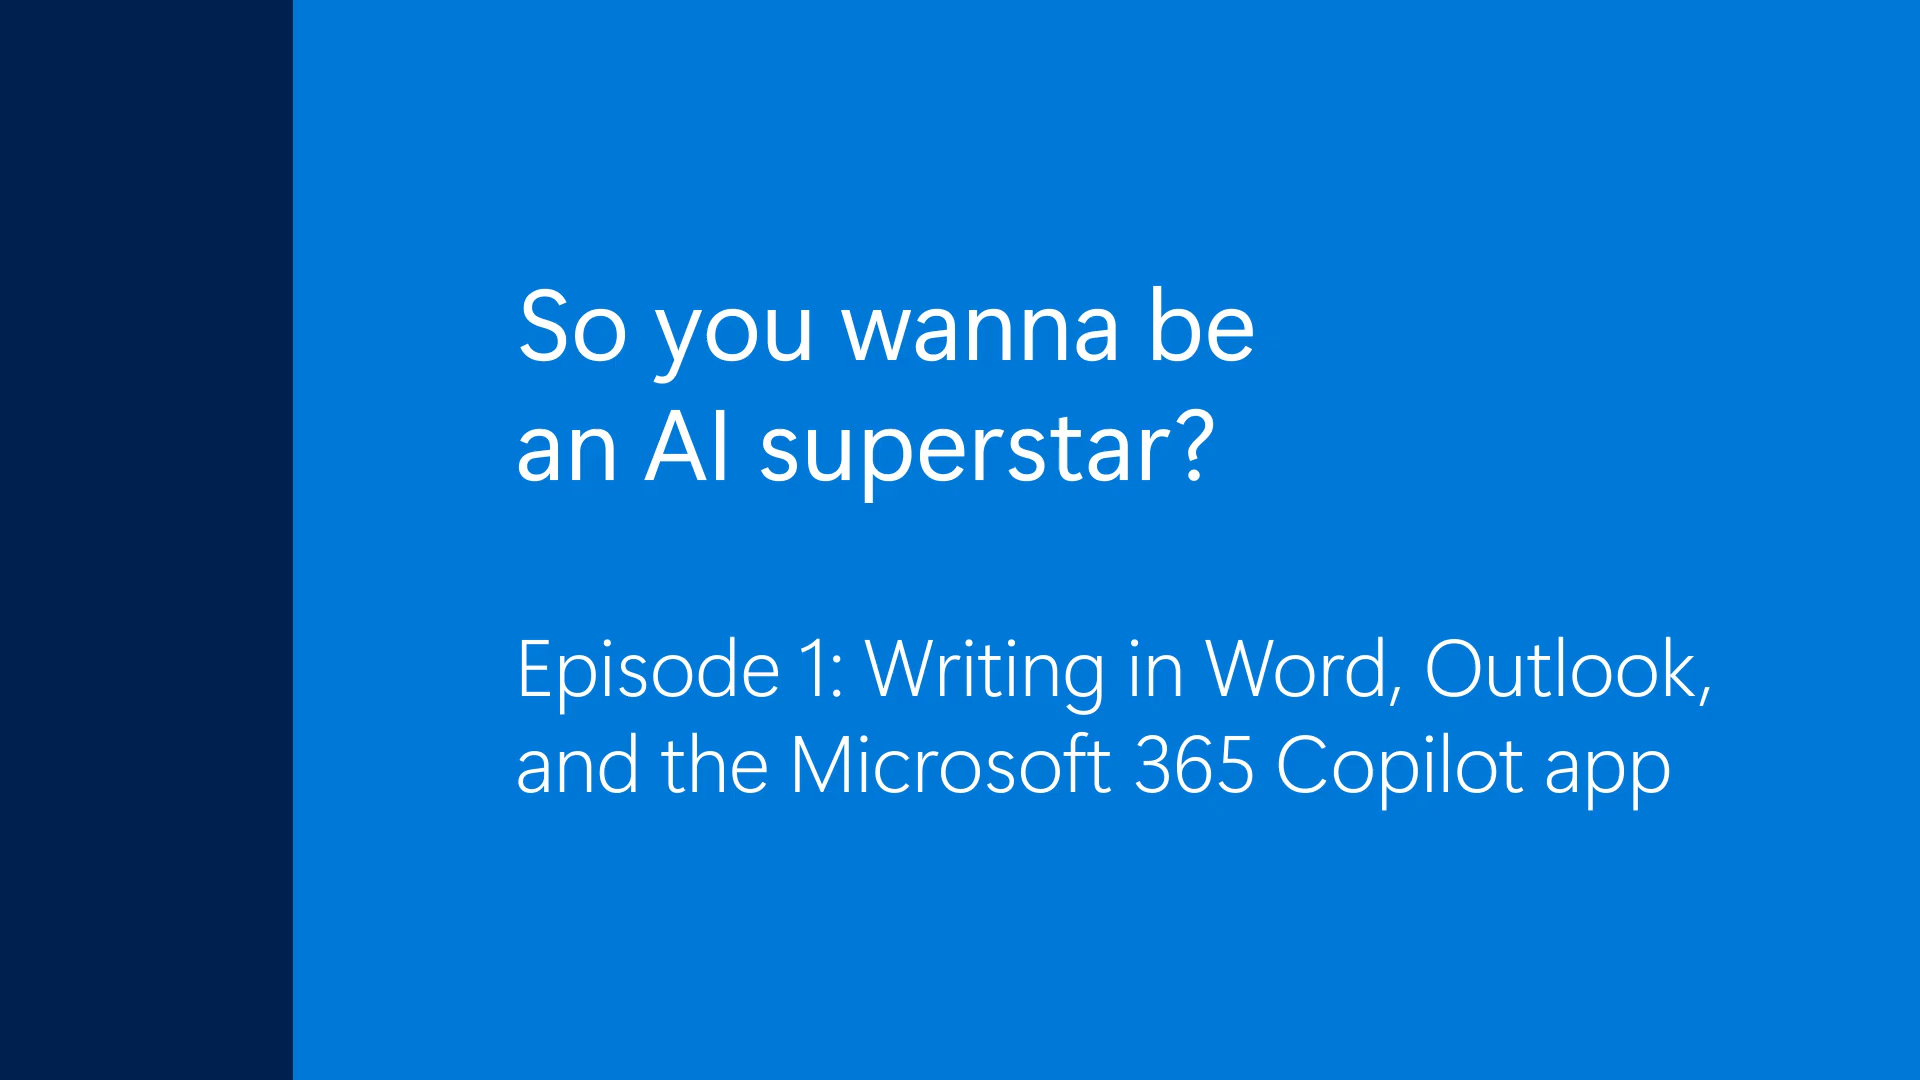 So you wanna be
an AI superstar?
Episode 1: Writing in Word, Outlook,
and the Microsoft 365 Copilot app